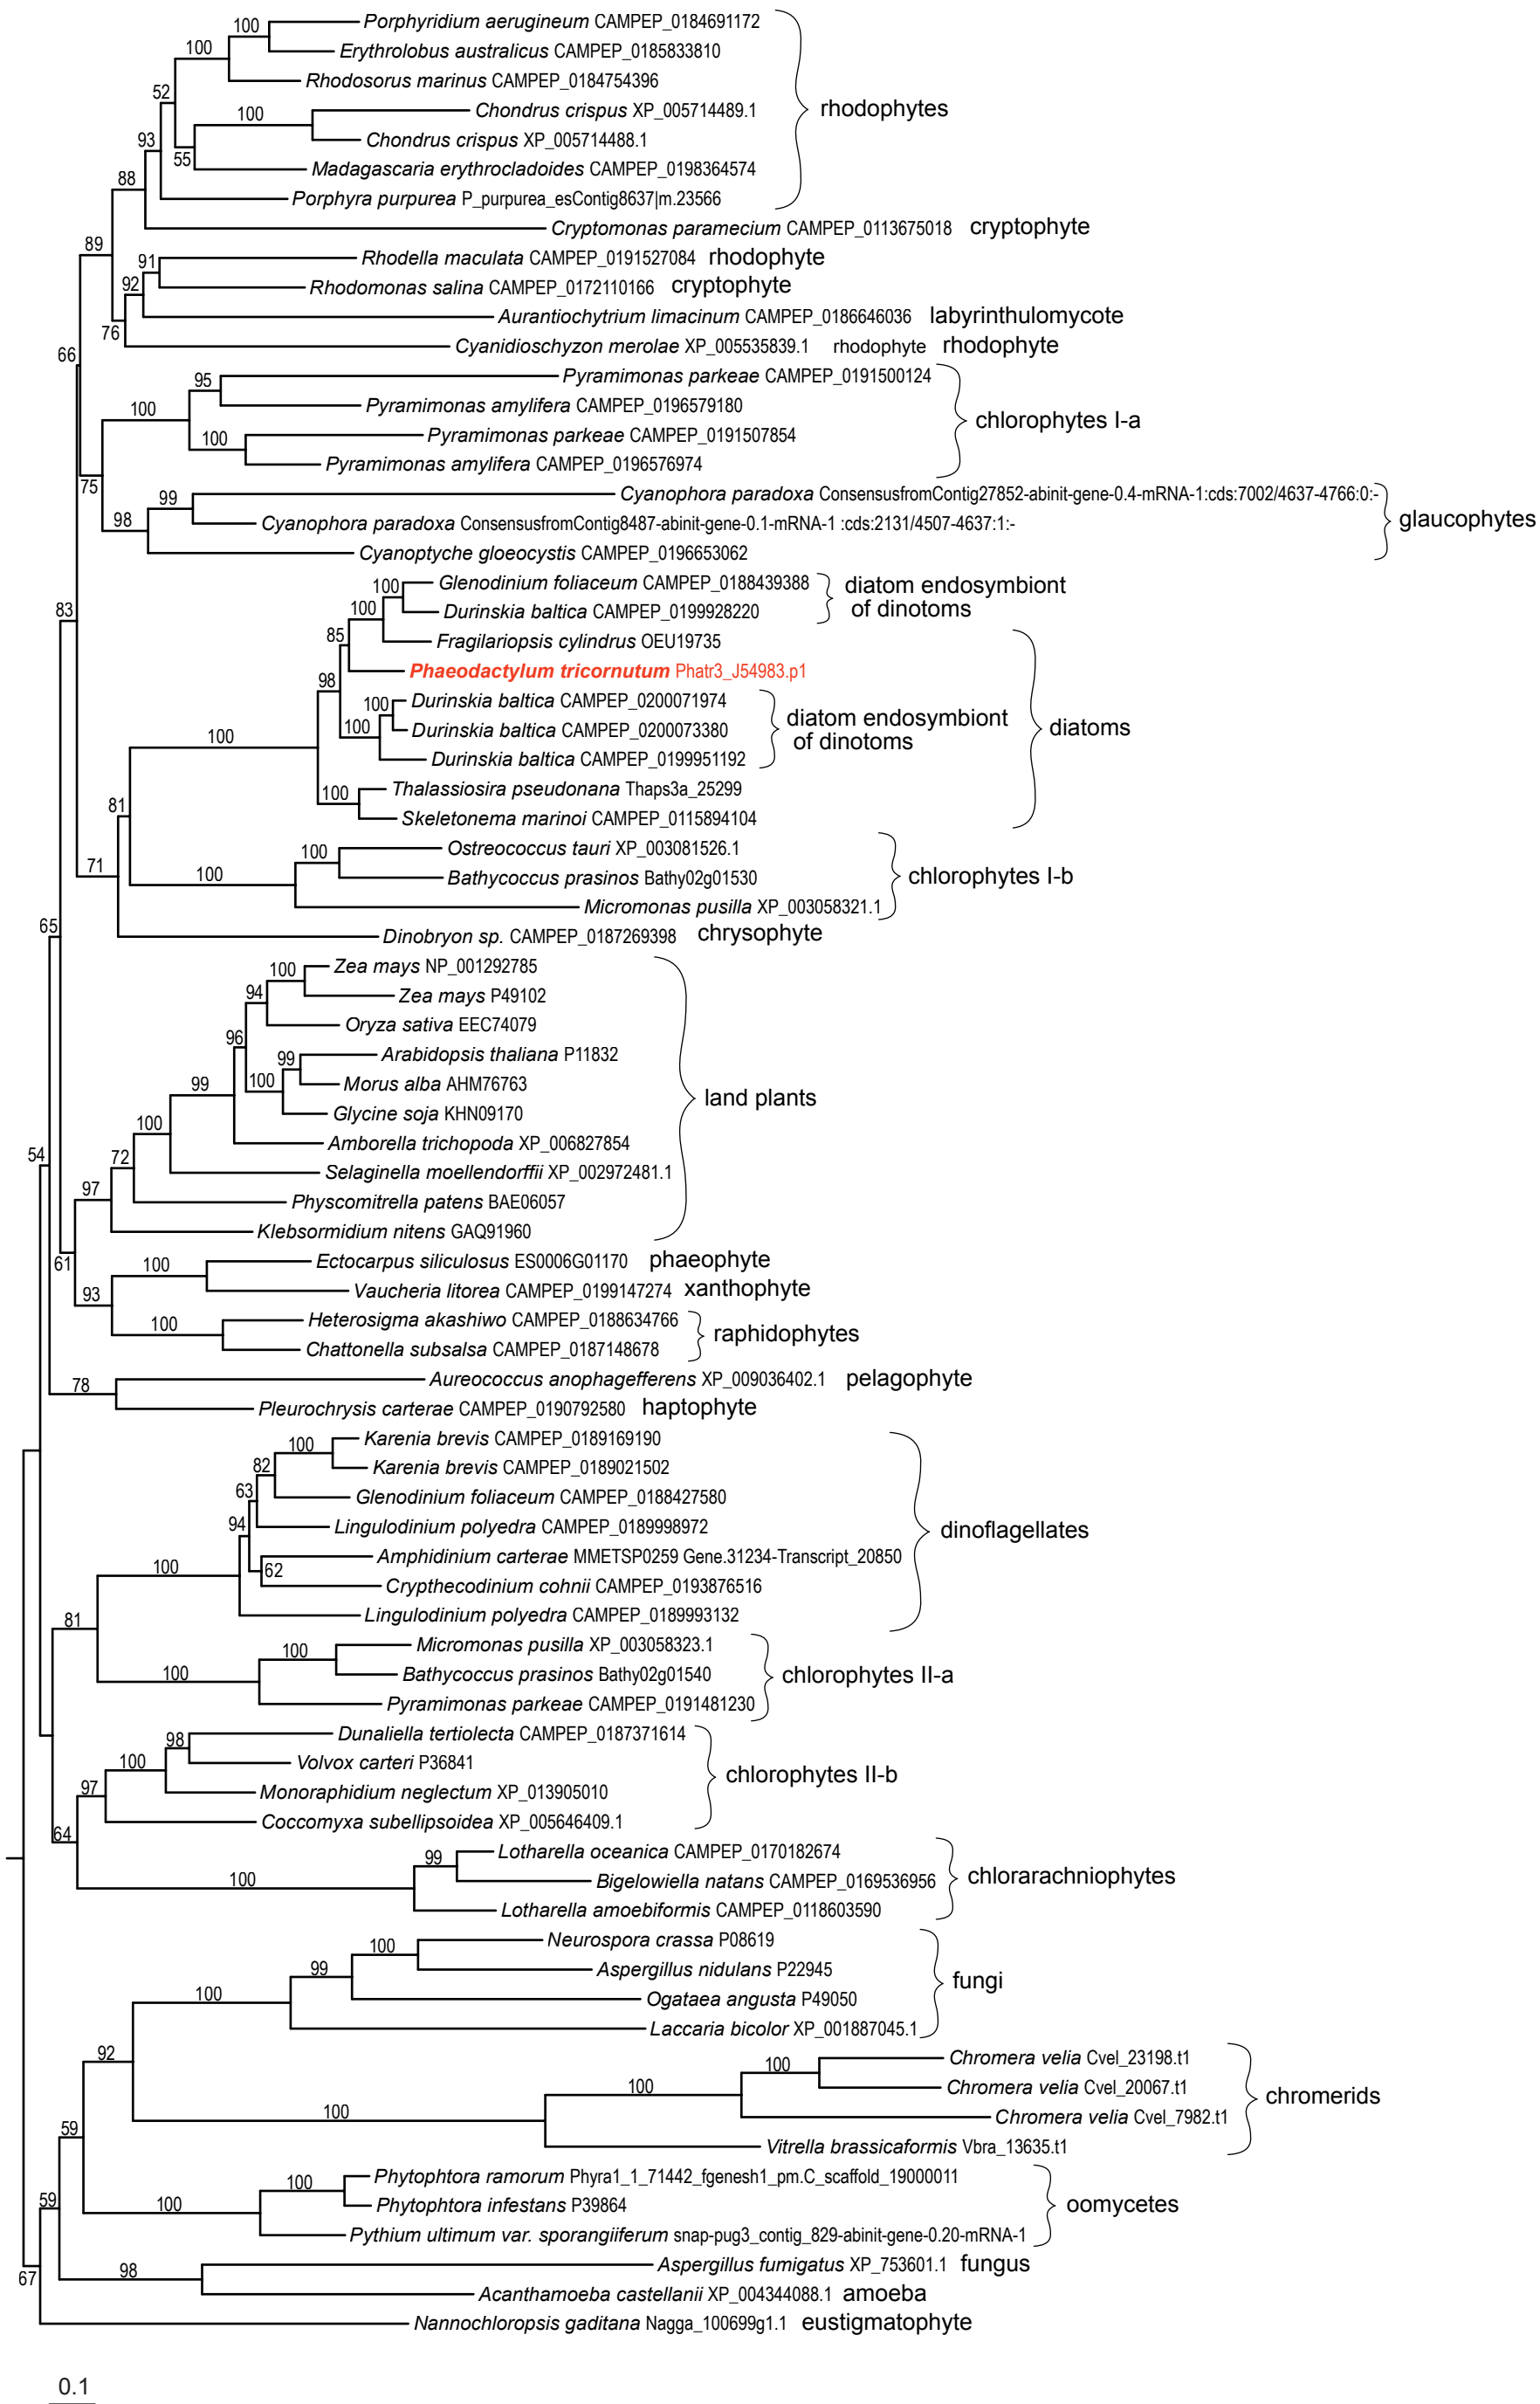 100 Porphyridium aerugineum CAMPEP_0184691172
100 Erythrolobus australicus CAMPEP_0185833810
Rhodosorus marinus CAMPEP_0184754396
52
100 Chondrus crispus XP_005714489.1 rhodophytes
93 Chondrus crispus XP_005714488.1
55 Madagascaria erythrocladoides CAMPEP_0198364574
88
Porphyra purpurea P_purpurea_esContig8637|m.23566
Cryptomonas paramecium CAMPEP_0113675018 cryptophyte
89
91 Rhodella maculata CAMPEP_0191527084 rhodophyte
92 Rhodomonas salina CAMPEP_0172110166 cryptophyte
Aurantiochytrium limacinum CAMPEP_0186646036 labyrinthulomycote
76
Cyanidioschyzon merolae XP_005535839.1 rhodophyte rhodophyte
66
95 Pyramimonas parkeae CAMPEP_0191500124
100 Pyramimonas amylifera CAMPEP_0196579180
chlorophytes I-a
100 Pyramimonas parkeae CAMPEP_0191507854
Pyramimonas amylifera CAMPEP_0196576974
75
99 Cyanophora paradoxa ConsensusfromContig27852-abinit-gene-0.4-mRNA-1:cds:7002/4637-4766:0:-
98 Cyanophora paradoxa ConsensusfromContig8487-abinit-gene-0.1-mRNA-1 :cds:2131/4507-4637:1:-
glaucophytes
Cyanoptyche gloeocystis CAMPEP_0196653062
100 Glenodinium foliaceum CAMPEP_0188439388 diatom endosymbiont
83 100 Durinskia baltica CAMPEP_0199928220 of dinotoms
85 Fragilariopsis cylindrus OEU19735
Phaeodactylum tricornutum Phatr3_J54983.p1
98
100 Durinskia baltica CAMPEP_0200071974
100 100 Durinskia baltica CAMPEP_0200073380 diatom endosymbiont
of dinotoms
diatoms
Durinskia baltica CAMPEP_0199951192
100 Thalassiosira pseudonana Thaps3a_25299
81
Skeletonema marinoi CAMPEP_0115894104
100 Ostreococcus tauri XP_003081526.1
71 100 Bathycoccus prasinos Bathy02g01530 chlorophytes I-b
Micromonas pusilla XP_003058321.1
65
Dinobryon sp. CAMPEP_0187269398 chrysophyte
100 Zea mays NP_001292785
94 Zea mays P49102
Oryza sativa EEC74079
96
99 Arabidopsis thaliana P11832
99 100 Morus alba AHM76763
land plants
Glycine soja KHN09170
100
Amborella trichopoda XP_006827854
54 72
Selaginella moellendorffii XP_002972481.1
97
Physcomitrella patens BAE06057
Klebsormidium nitens GAQ91960
61
100 Ectocarpus siliculosus ES0006G01170 phaeophyte
93 Vaucheria litorea CAMPEP_0199147274 xanthophyte
100 Heterosigma akashiwo CAMPEP_0188634766
raphidophytes
Chattonella subsalsa CAMPEP_0187148678
78 Aureococcus anophagefferens XP_009036402.1 pelagophyte
Pleurochrysis carterae CAMPEP_0190792580 haptophyte
100 Karenia brevis CAMPEP_0189169190
82 Karenia brevis CAMPEP_0189021502
63 Glenodinium foliaceum CAMPEP_0188427580
94 Lingulodinium polyedra CAMPEP_0189998972
dinoflagellates
100 62 Amphidinium carterae MMETSP0259 Gene.31234-Transcript_20850
Crypthecodinium cohnii CAMPEP_0193876516
81 Lingulodinium polyedra CAMPEP_0189993132
100 Micromonas pusilla XP_003058323.1
100 Bathycoccus prasinos Bathy02g01540 chlorophytes II-a
Pyramimonas parkeae CAMPEP_0191481230
98 Dunaliella tertiolecta CAMPEP_0187371614
100 Volvox carteri P36841
chlorophytes II-b
97 Monoraphidium neglectum XP_013905010
Coccomyxa subellipsoidea XP_005646409.1
64
99 Lotharella oceanica CAMPEP_0170182674
100 Bigelowiella natans CAMPEP_0169536956 chlorarachniophytes
Lotharella amoebiformis CAMPEP_0118603590
100 Neurospora crassa P08619
99 Aspergillus nidulans P22945
fungi
100 Ogataea angusta P49050
Laccaria bicolor XP_001887045.1
92
100 Chromera velia Cvel_23198.t1
100 Chromera velia Cvel_20067.t1
chromerids
100 Chromera velia Cvel_7982.t1
59
Vitrella brassicaformis Vbra_13635.t1
100 Phytophtora ramorum Phyra1_1_71442_fgenesh1_pm.C_scaffold_19000011
59 100 Phytophtora infestans P39864 oomycetes
Pythium ultimum var. sporangiiferum snap-pug3_contig_829-abinit-gene-0.20-mRNA-1
67 98 Aspergillus fumigatus XP_753601.1 fungus
Acanthamoeba castellanii XP_004344088.1 amoeba
Nannochloropsis gaditana Nagga_100699g1.1 eustigmatophyte
0.1